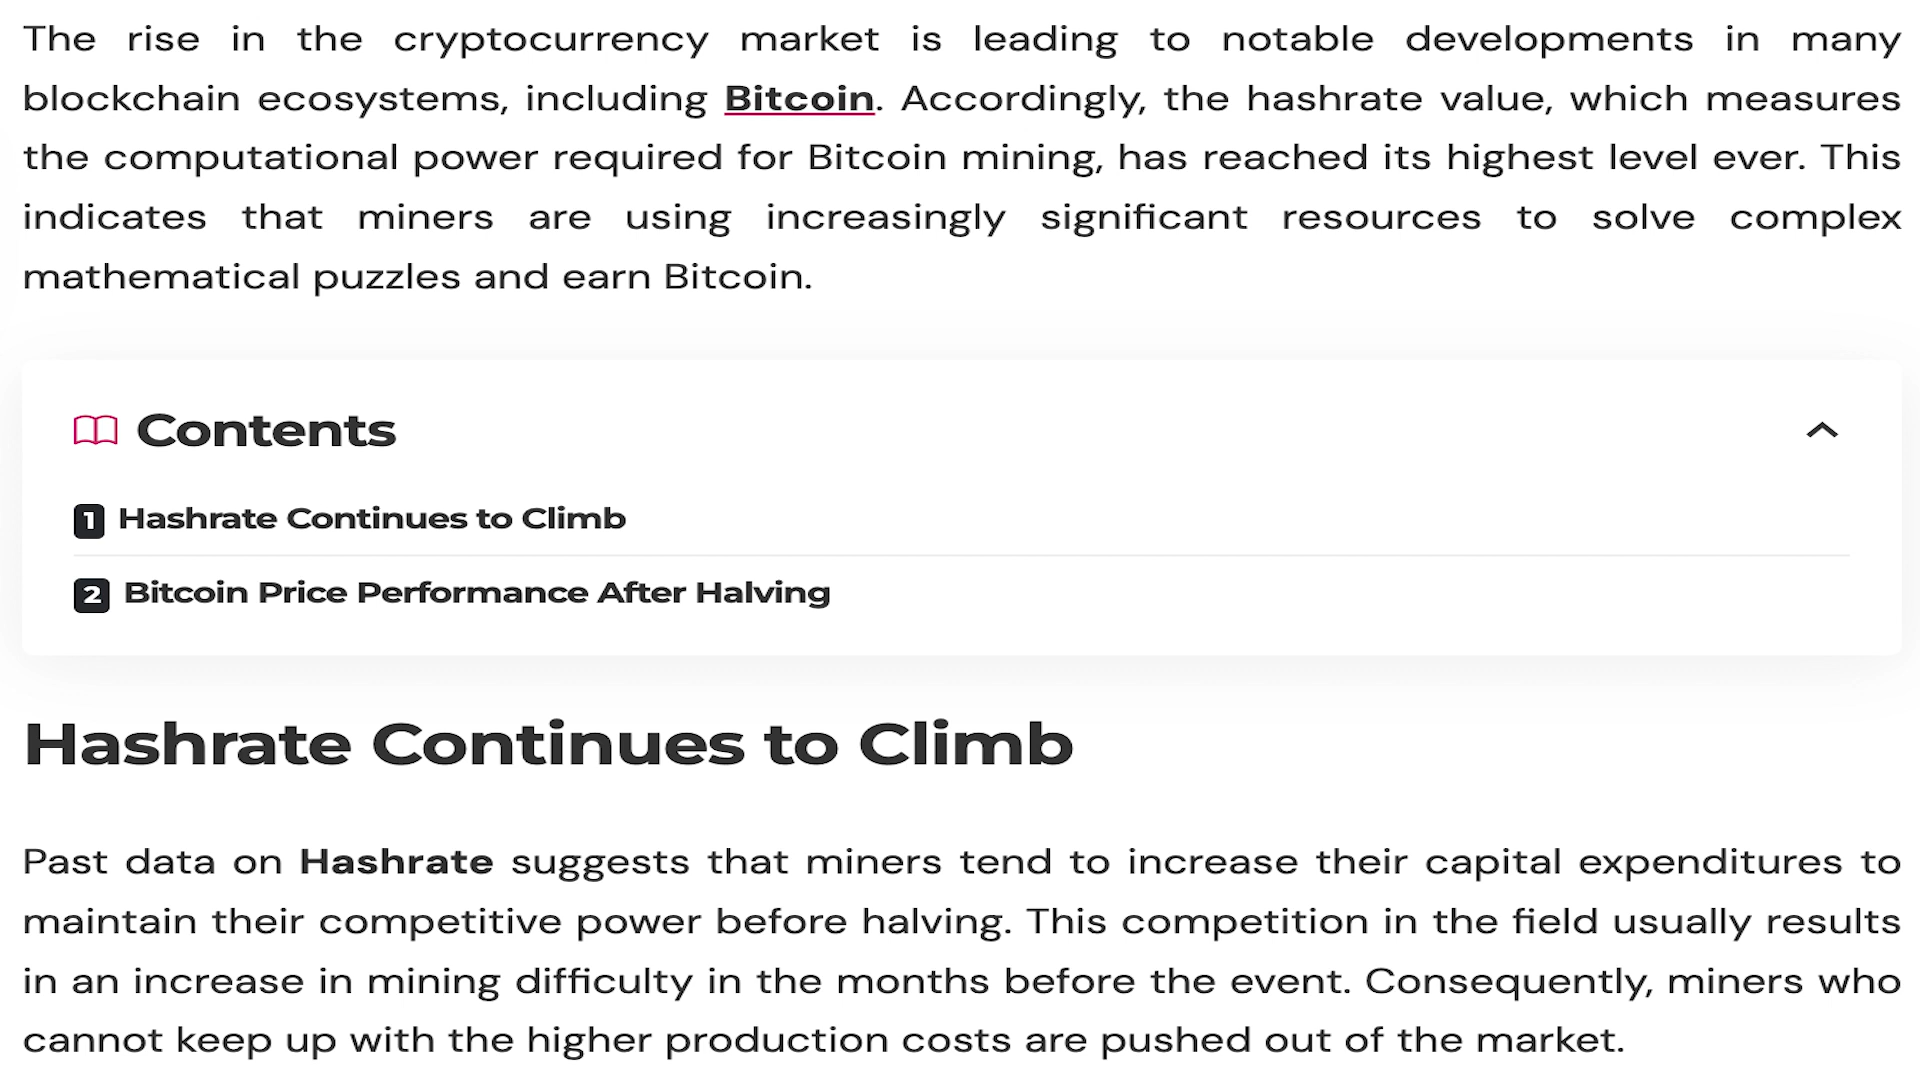 The rise in the cryptocurrency market is leading to notable developments in many
blockchain ecosystems, including Bitcoin. Accordingly, the hashrate value, which measures
the computational power required for Bitcoin mining, has reached its highest level ever. This
indicates that miners are using increasingly significant resources to solve complex
mathematical puzzles and earn Bitcoin.
Contents
1 Hashrate Continues to Climb
2 Bitcoin Price Performance After Halving
Hashrate Continues to Climb
Past data on Hashrate suggests that miners tend to increase their capital expenditures to
maintain their competitive power before halving. This competition in the field usually results
in an increase in mining difficulty in the months before the event. Consequently, miners who
cannot keep up with the higher production costs are pushed out of the market.